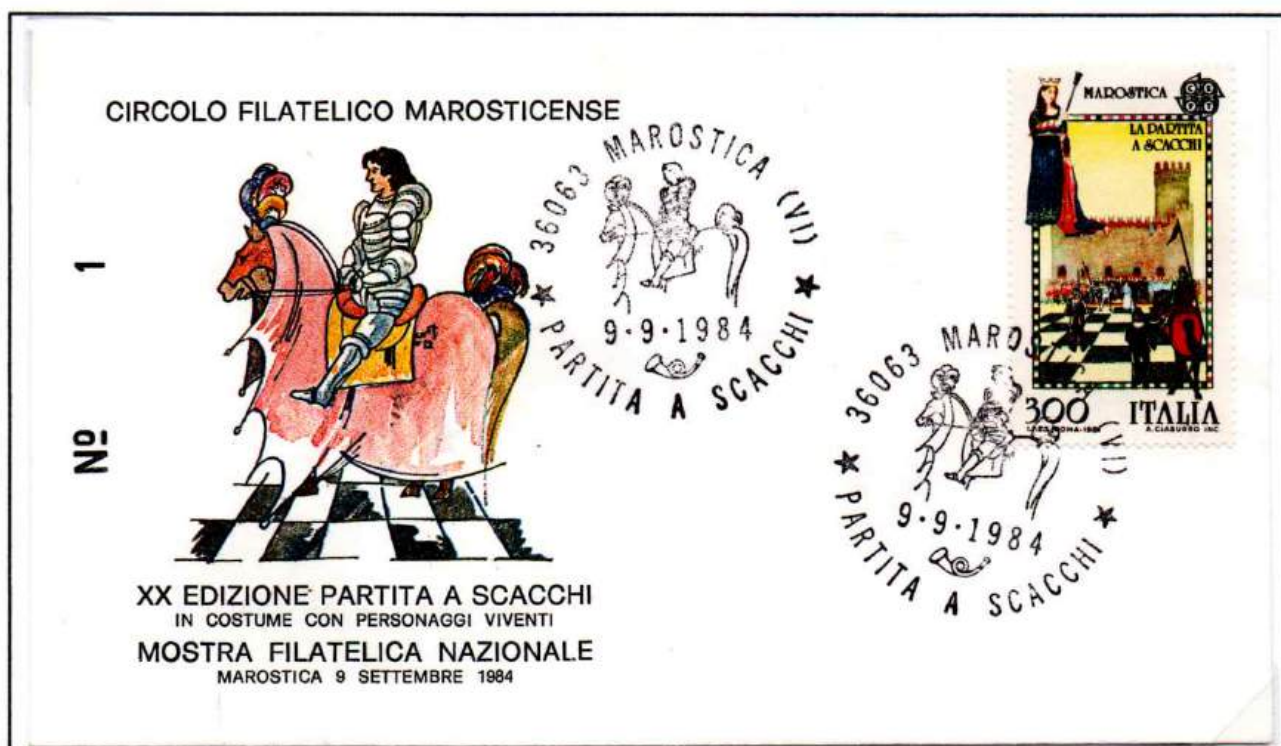 CIRCOLO FILATELICO MAROSTICENSE
Nº 1
XX EDIZIONE PARTITA A SCACCHI
IN COSTUME CON PERSONAGGI VIVENTI
MOSTRA FILATELICA NAZIONALE
MAROSTICA 9 SETTEMBRE 1984
36063 MAROSTICA (VI)
9·9·1984
★ PARTITA A SCACCHI ★
MAROSTICA
LA PARTITA
A SCACCHI
300 ITALIA
A. CIABURRO INC.
36063 MAROS (VI)
9·9·1984
★ PARTITA A SCACCHI ★